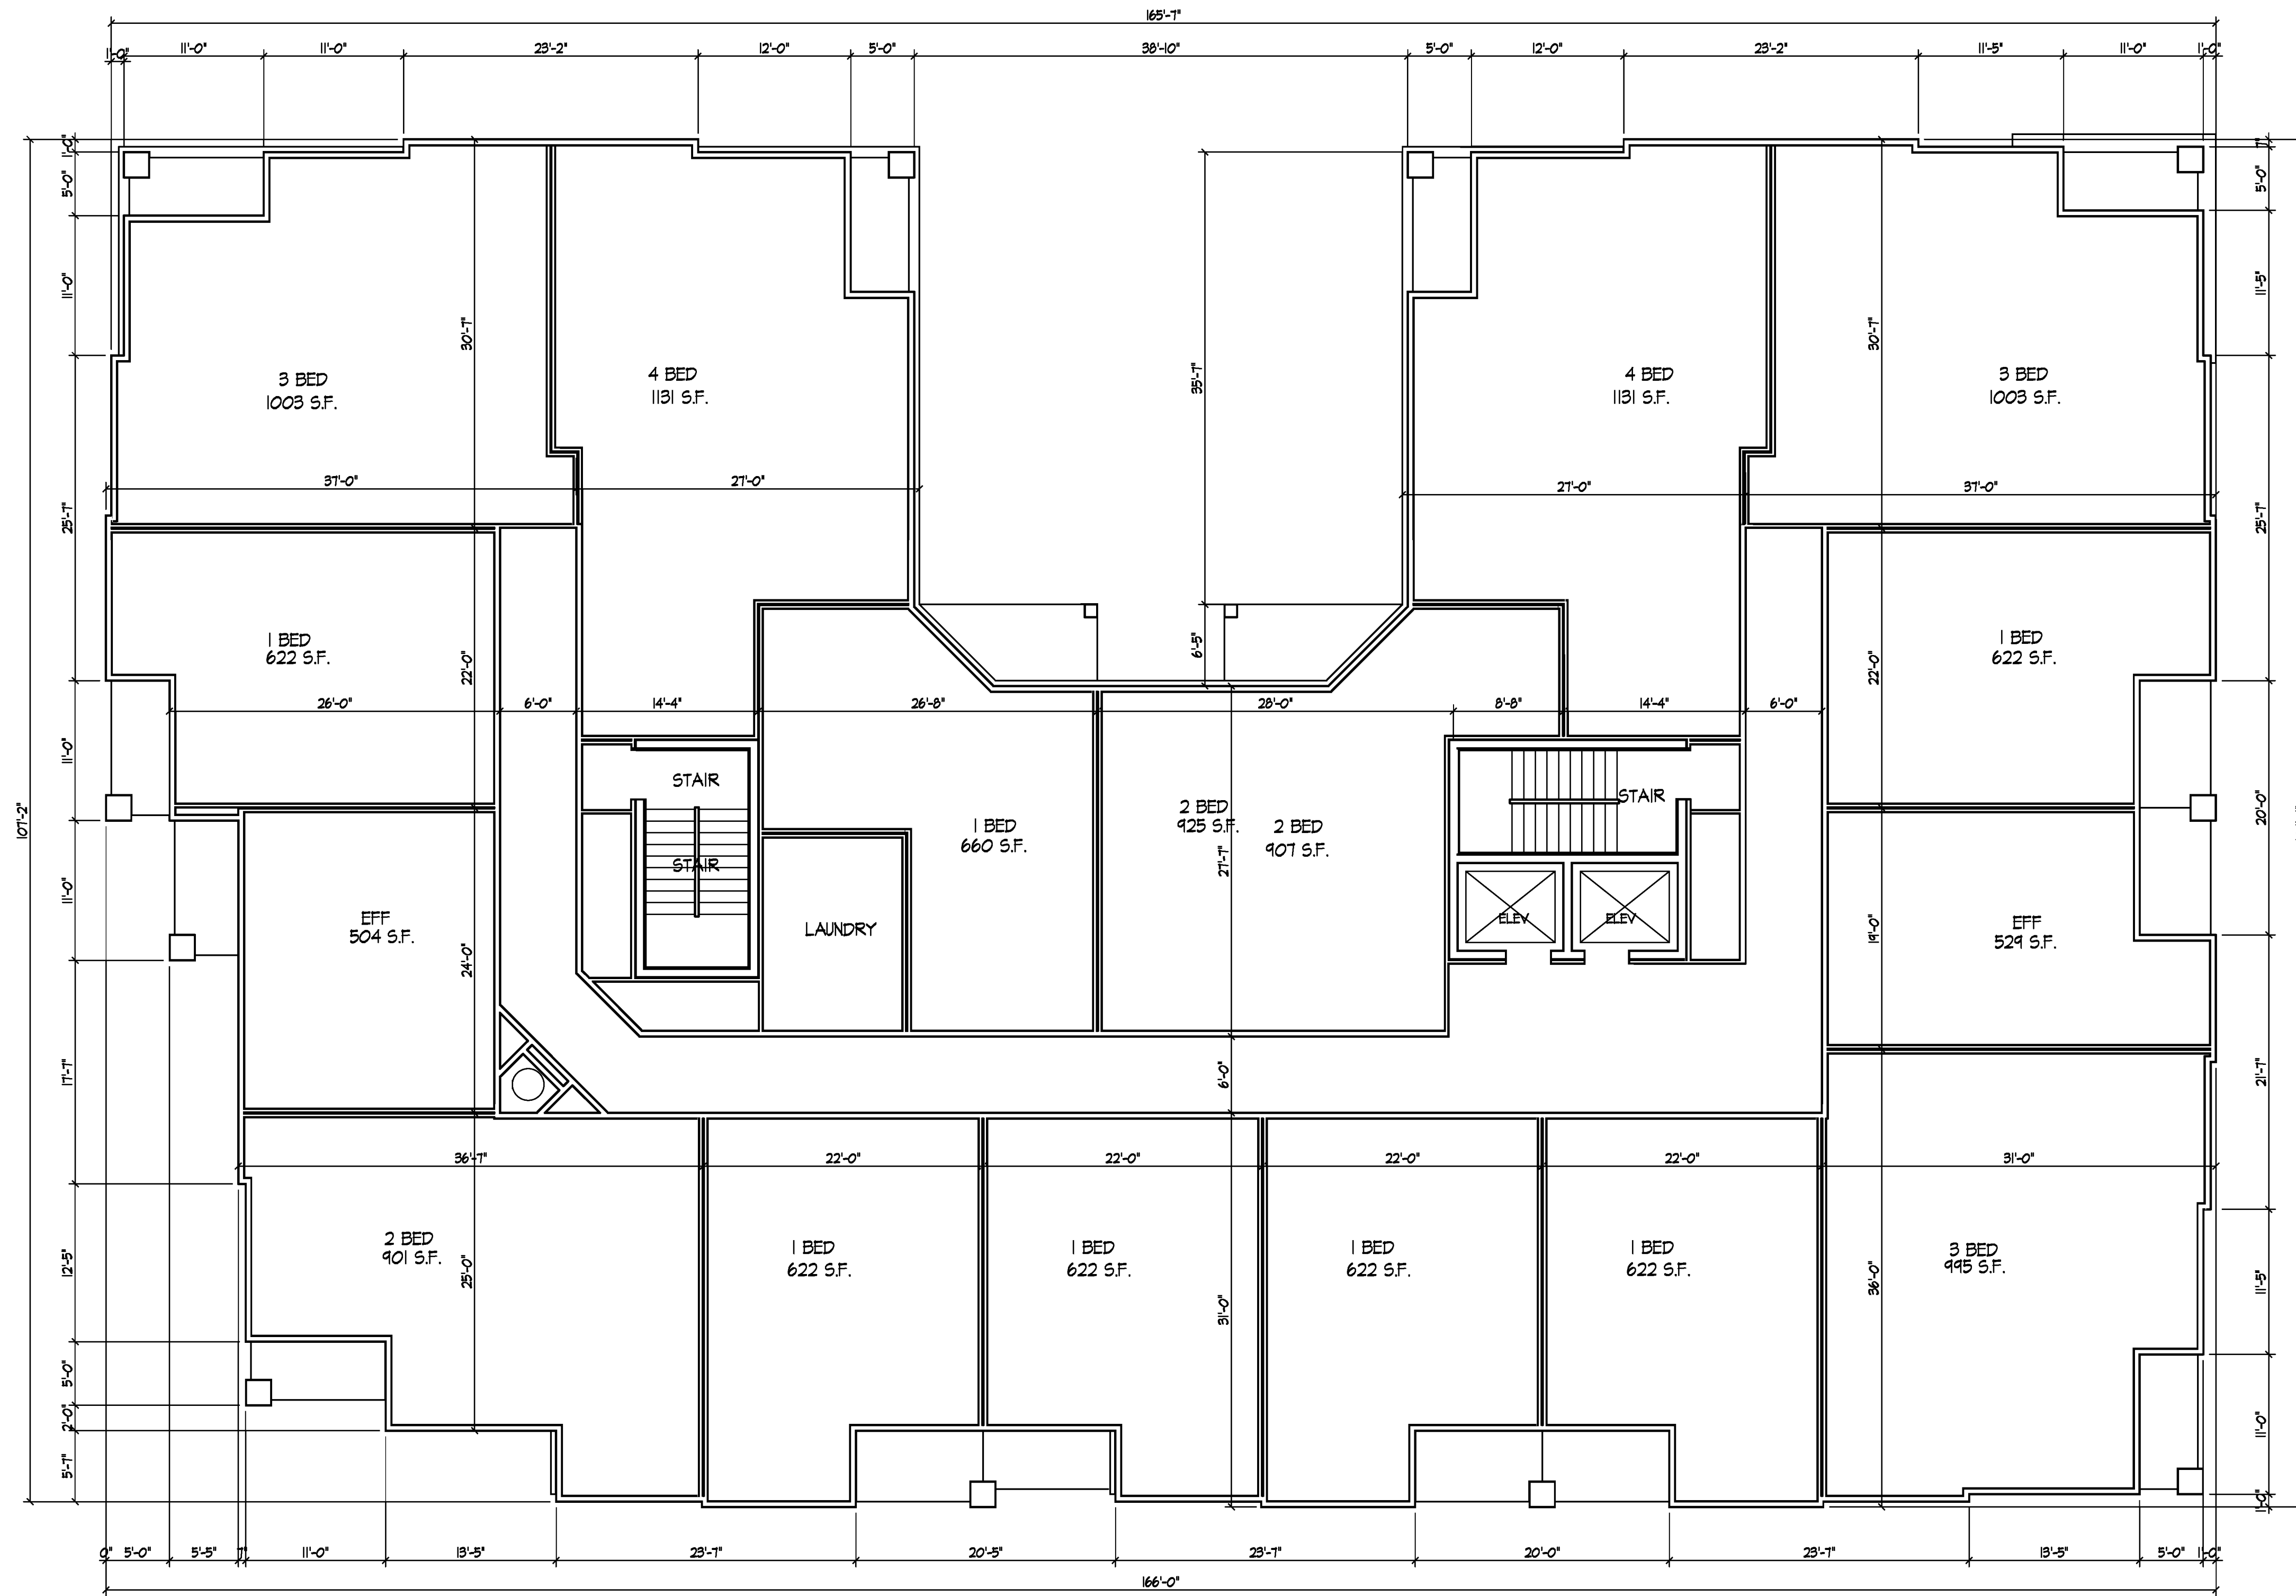 165'-7"
1'-0" 11'-0" 11'-0" 23'-2" 12'-0" 5'-0" 38'-10" 5'-0" 12'-0" 23'-2" 11'-5" 11'-0" 1'-0"
1'-0"
5'-0"
5'-0"
11'-0"
11'-5"
30'-7"
30'-7"
35'-7"
3 BED
1003 S.F.
4 BED
1131 S.F.
4 BED
1131 S.F.
3 BED
1003 S.F.
37'-0" 27'-0" 27'-0" 37'-0"
25'-7"
25'-7"
1 BED
622 S.F.
22'-0"
6'-5"
22'-0"
1 BED
622 S.F.
26'-0" 6'-0" 14'-4" 26'-8" 28'-0" 8'-8" 14'-4" 6'-0"
11'-0"
107'-2"
20'-0"
STAIR
STAIR
STAIR
1 BED
660 S.F.
2 BED
925 S.F.
2 BED
907 S.F.
27'-7"
11'-0"
EFF
504 S.F.
24'-0"
LAUNDRY
ELEV
ELEV
19'-0"
EFF
529 S.F.
17'-7"
6'-0"
21'-7"
36'-7" 22'-0" 22'-0" 22'-0" 22'-0" 31'-0"
2 BED
901 S.F.
1 BED
622 S.F.
1 BED
622 S.F.
1 BED
622 S.F.
1 BED
622 S.F.
3 BED
995 S.F.
12'-5"
25'-0"
31'-0"
36'-0"
11'-5"
5'-0"
2'-0"
5'-7"
11'-0"
1'-0"
0" 5'-0" 5'-5" 7" 11'-0" 13'-5" 23'-7" 20'-5" 23'-7" 20'-0" 23'-7" 13'-5" 5'-0" 1'-0"
166'-0"